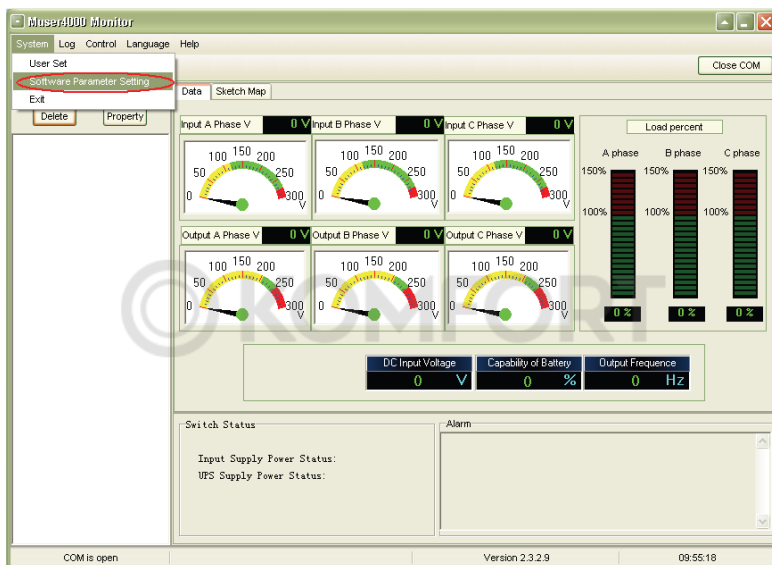 Muser4000 Monitor
System Log Control Language Help
User Set
Software Parameter Setting
Exit
Close COM
Delete Property
Data Sketch Map
Input A Phase V 0 V Input B Phase V 0 V Input C Phase V 0 V
0 50 100 150 200 250 300 V
0 50 100 150 200 250 300 V
0 50 100 150 200 250 300 V
Output A Phase V 0 V Output B Phase V 0 V Output C Phase V 0 V
0 50 100 150 200 250 300 V
0 50 100 150 200 250 300 V
0 50 100 150 200 250 300 V
Load percent
A phase B phase C phase
150% 150% 150%
100% 100% 100%
0 % 0 % 0 %
© KOMFORT
DC Input Voltage Capability of Battery Output Frequence
0 V 0 % 0 Hz
Switch Status
Input Supply Power Status:
UPS Supply Power Status:
Alarm
COM is open Version 2.3.2.9 09:55:18